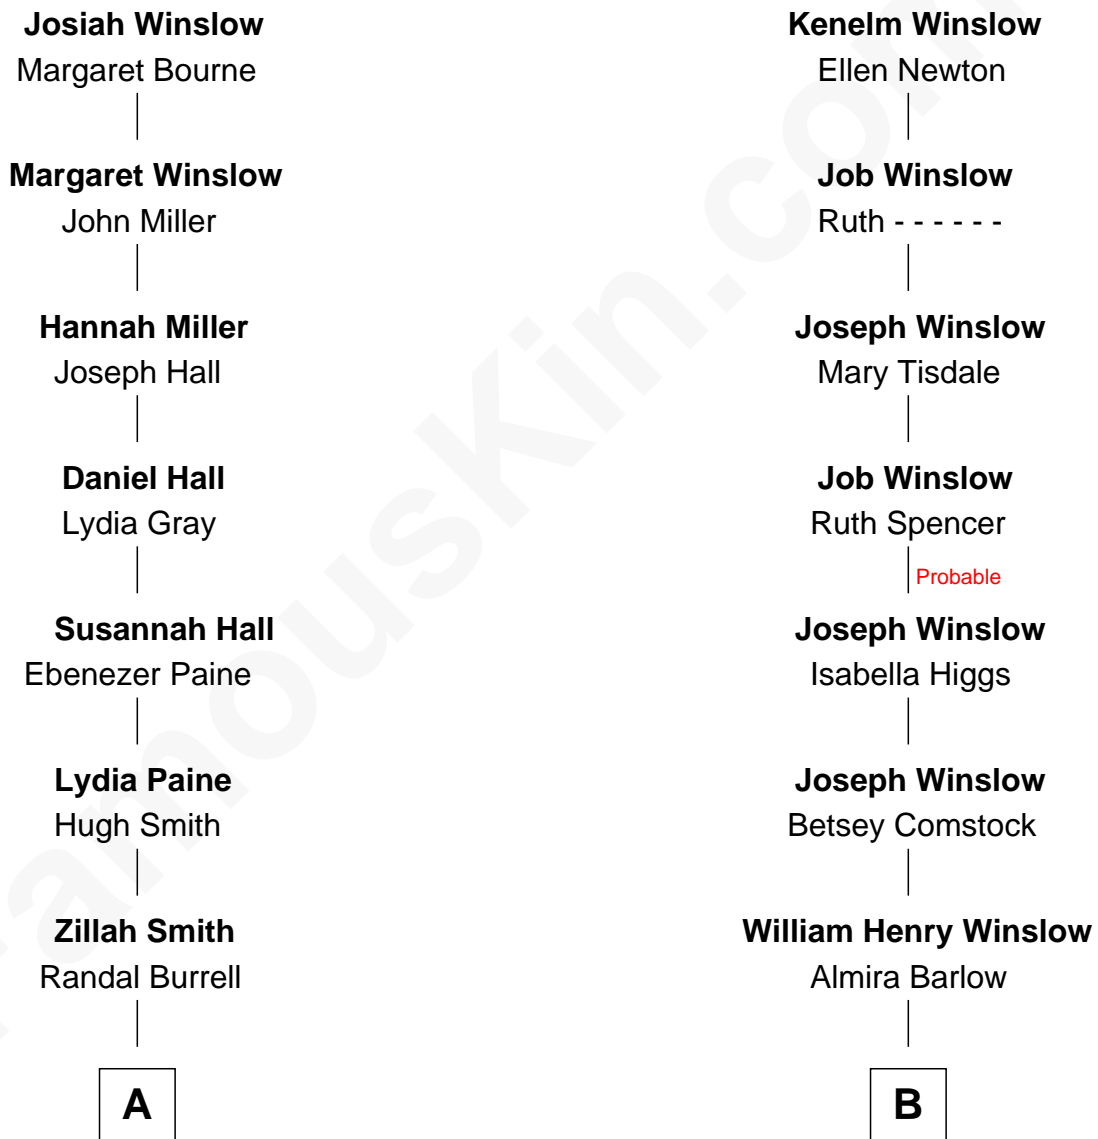 Josiah Winslow
Margaret Bourne
Margaret Winslow
John Miller
Hannah Miller
Joseph Hall
Daniel Hall
Lydia Gray
Susannah Hall
Ebenezer Paine
Lydia Paine
Hugh Smith
Zillah Smith
Randal Burrell
A
Kenelm Winslow
Ellen Newton
Job Winslow
Ruth - - - - - -
Joseph Winslow
Mary Tisdale
Job Winslow
Ruth Spencer
Probable
Joseph Winslow
Isabella Higgs
Joseph Winslow
Betsey Comstock
William Henry Winslow
Almira Barlow
B
FamousKin.com